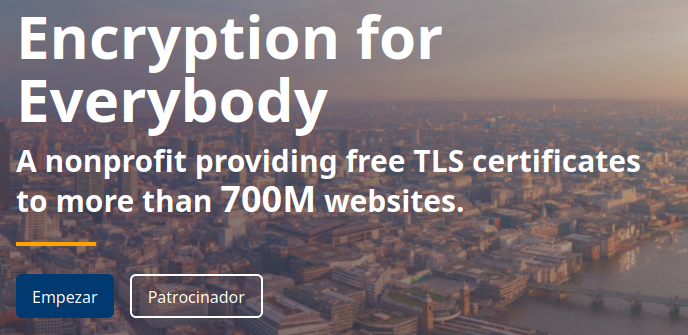 Encryption for
Everybody
A nonprofit providing free TLS certificates
to more than 700M websites.
Empezar
Patrocinador